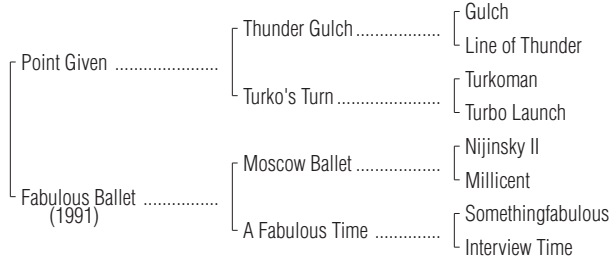 Gulch
Thunder Gulch ..................
Line of Thunder
Point Given ......................
Turkoman
Turko's Turn ......................
Turbo Launch
Nijinsky II
Moscow Ballet ..................
Millicent
Fabulous Ballet ................
(1991)
Somethingfabulous
A Fabulous Time ..............
Interview Time